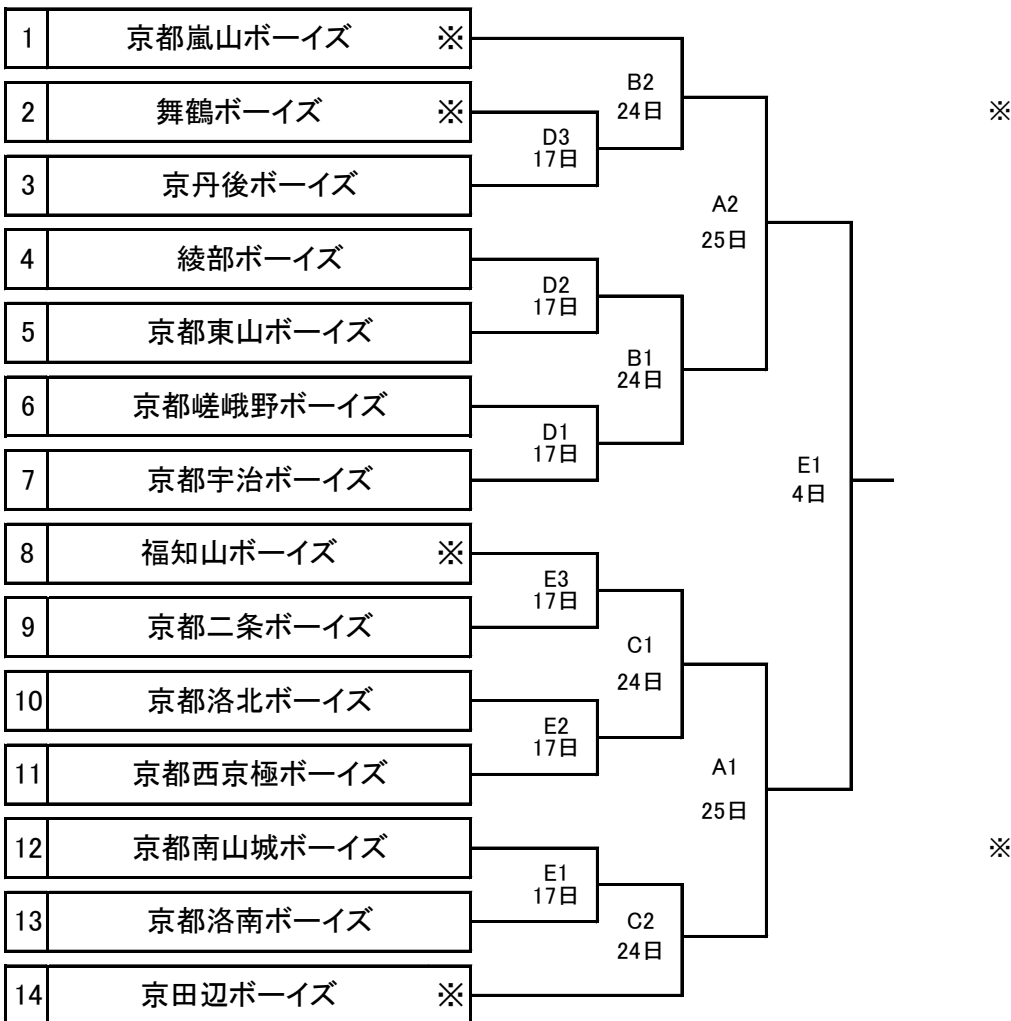 1 京都嵐山ボーイズ ※
2 舞鶴ボーイズ ※
3 京丹後ボーイズ
4 綾部ボーイズ
5 京都東山ボーイズ
6 京都嵯峨野ボーイズ
7 京都宇治ボーイズ
8 福知山ボーイズ ※
9 京都二条ボーイズ
10 京都洛北ボーイズ
11 京都西京極ボーイズ
12 京都南山城ボーイズ
13 京都洛南ボーイズ
14 京田辺ボーイズ ※
D3
17日
D2
17日
D1
17日
E3
17日
E2
17日
E1
17日
B2
24日
B1
24日
C1
24日
C2
24日
A2
25日
A1
25日
E1
4日
※
※